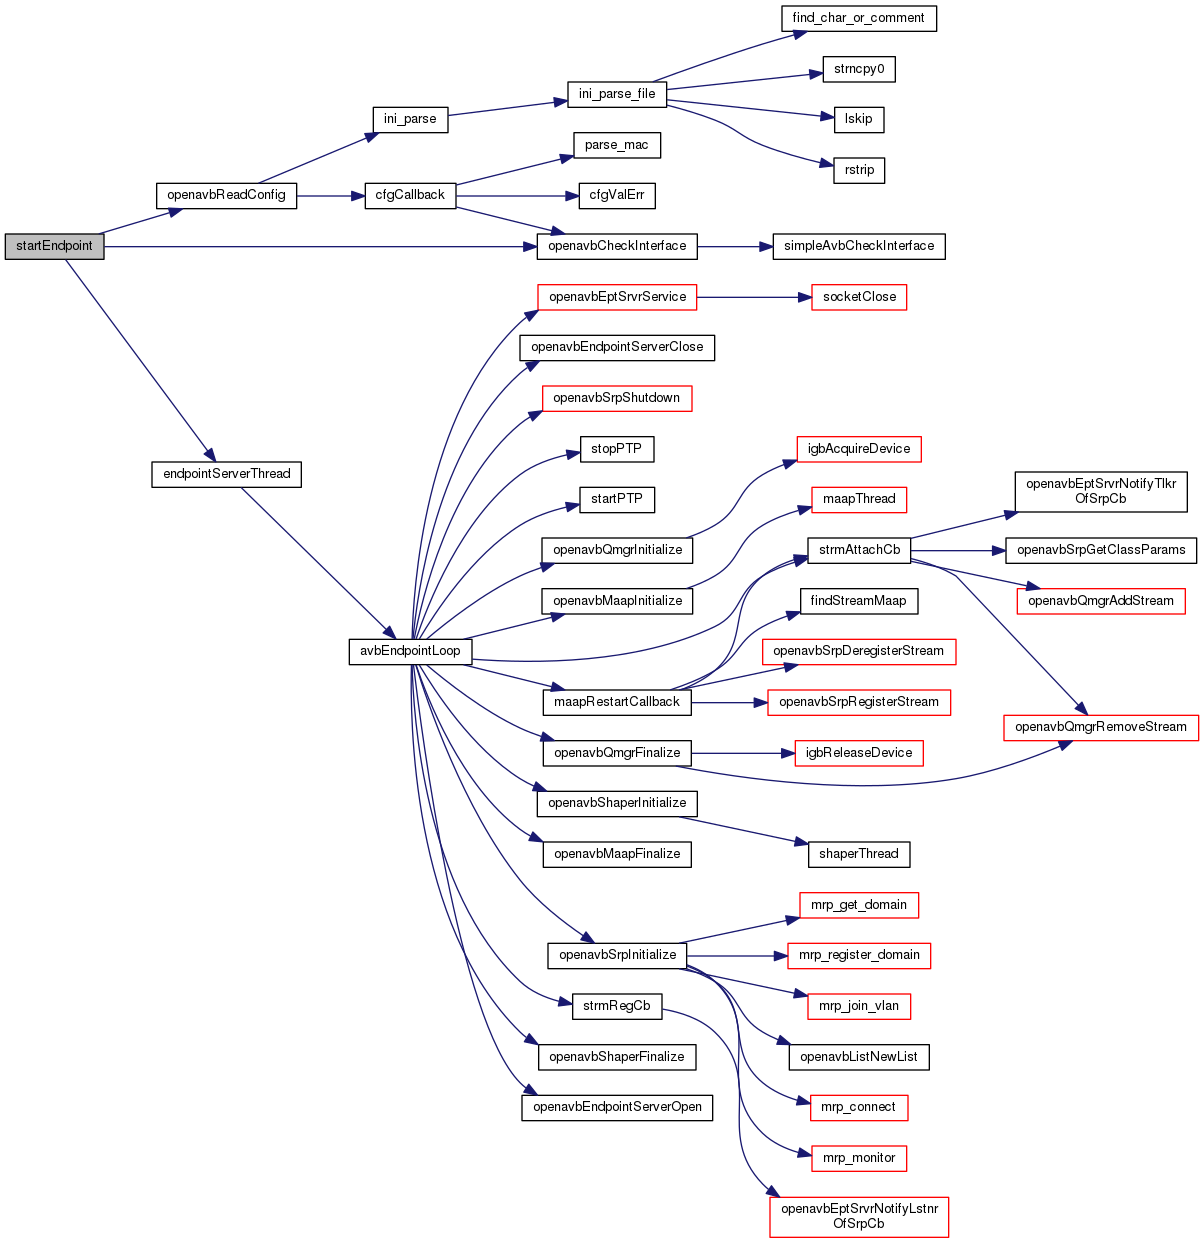 find_char_or_comment
strncpy0
ini_parse_file
ini_parse
lskip
parse_mac
rstrip
openavbReadConfig
cfgCallback
cfgValErr
startEndpoint
openavbCheckInterface
simpleAvbCheckInterface
openavbEptSrvrService
socketClose
openavbEndpointServerClose
openavbSrpShutdown
stopPTP
igbAcquireDevice
endpointServerThread
openavbEptSrvrNotifyTlkr
OfSrpCb
startPTP
maapThread
openavbQmgrInitialize
strmAttachCb
openavbSrpGetClassParams
openavbMaapInitialize
findStreamMaap
openavbQmgrAddStream
avbEndpointLoop
openavbSrpDeregisterStream
maapRestartCallback
openavbSrpRegisterStream
openavbQmgrRemoveStream
openavbQmgrFinalize
igbReleaseDevice
openavbShaperInitialize
openavbMaapFinalize
shaperThread
mrp_get_domain
openavbSrpInitialize
mrp_register_domain
strmRegCb
mrp_join_vlan
openavbShaperFinalize
openavbListNewList
openavbEndpointServerOpen
mrp_connect
mrp_monitor
openavbEptSrvrNotifyLstnr
OfSrpCb